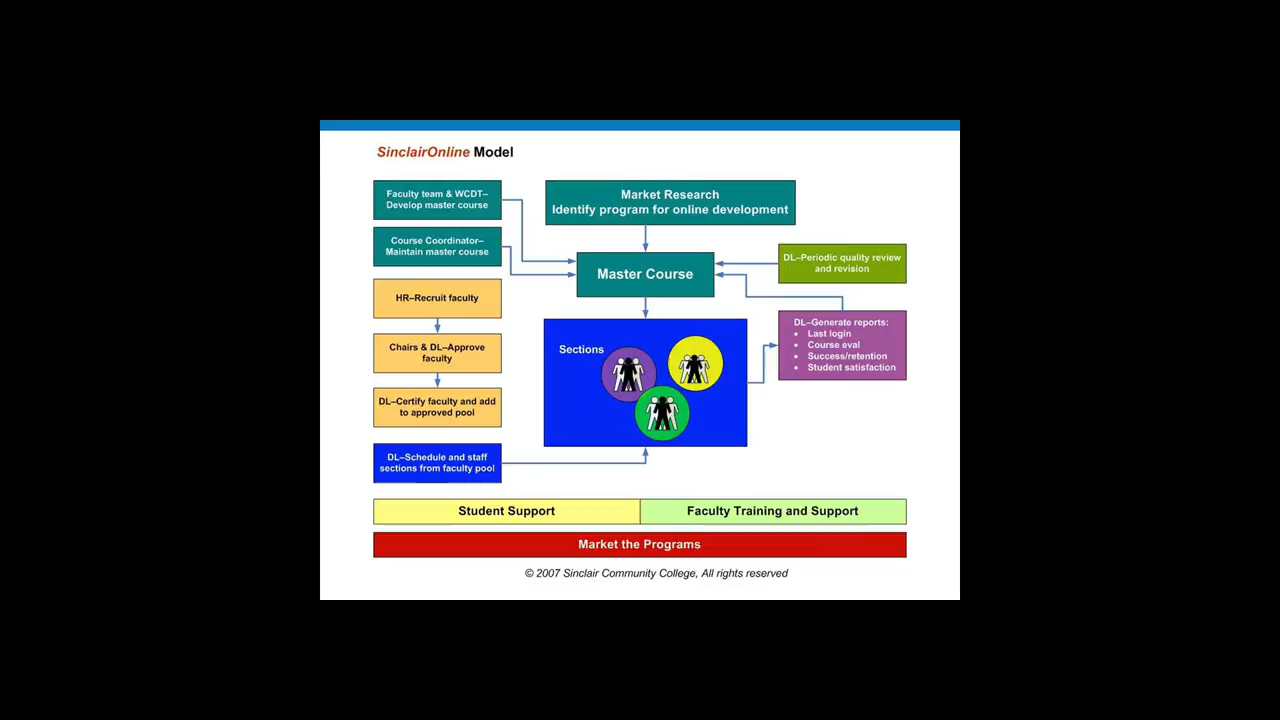 SinclairOnline Model
Faculty team & WCDT–
Develop master course
Market Research
Identify program for online development
Course Coordinator–
Maintain master course
Master Course
DL–Periodic quality review
and revision
HR–Recruit faculty
Chairs & DL–Approve
faculty
DL–Certify faculty and add
to approved pool
DL–Schedule and staff
sections from faculty pool
Sections
DL–Generate reports:
• Last login
• Course eval
• Success/retention
• Student satisfaction
Student Support
Faculty Training and Support
Market the Programs
© 2007 Sinclair Community College, All rights reserved